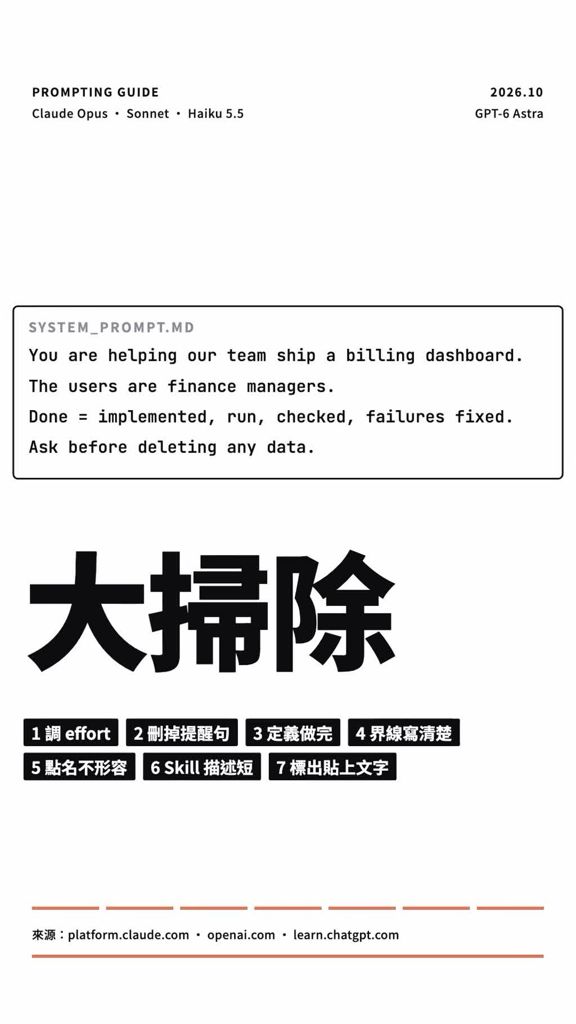 PROMPTING GUIDE
2026.10
Claude Opus · Sonnet · Haiku 5.5
GPT-6 Astra
SYSTEM_PROMPT.MD
You are helping our team ship a billing dashboard.
The users are finance managers.
Done = implemented, run, checked, failures fixed.
Ask before deleting any data.
大掃除
1 調 effort
2 刪掉提醒句
3 定義做完
4 界線寫清楚
5 點名不形容
6 Skill 描述短
7 標出貼上文字
來源：platform.claude.com · openai.com · learn.chatgpt.com